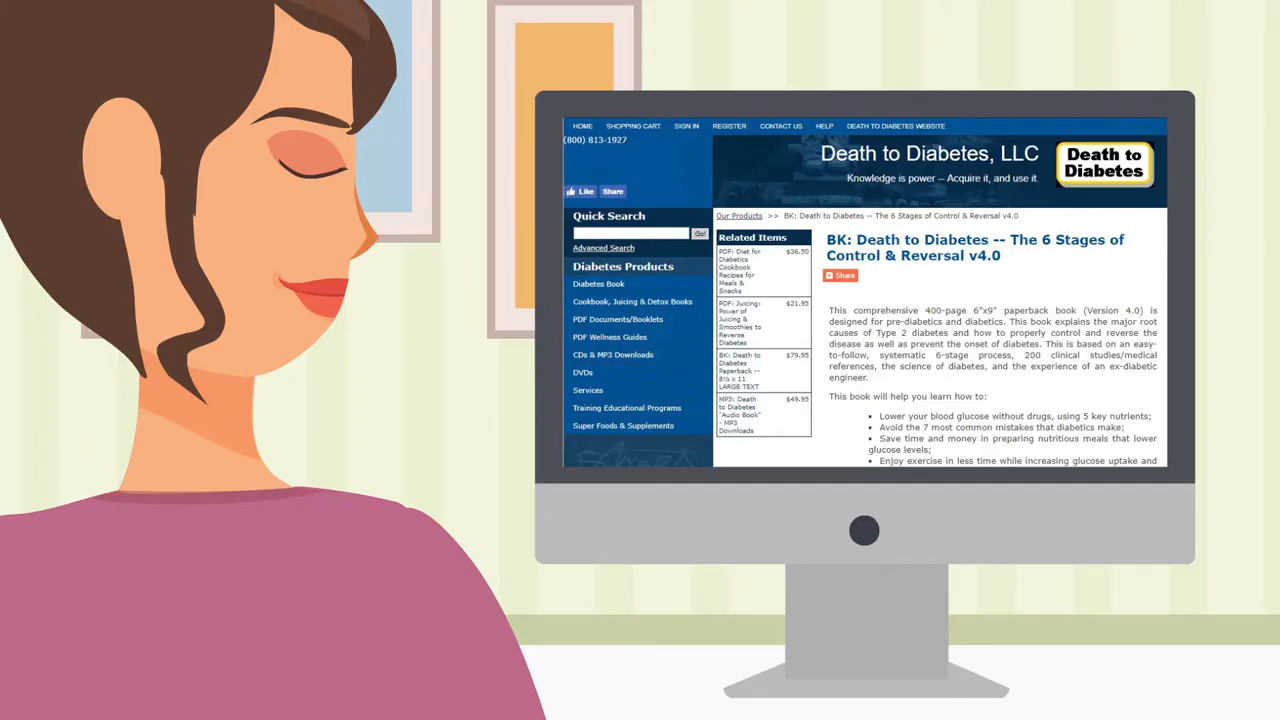 HOME SHOPPING CART SIGN IN REGISTER CONTACT US HELP DEATH TO DIABETES WEBSITE
(800) 813-1927
Death to Diabetes, LLC
Knowledge is power -- Acquire it, and use it.
Death to
Diabetes
Like Share
Quick Search
Go!
Advanced Search
Diabetes Products
Diabetes Book
Cookbook, Juicing & Detox Books
PDF Documents/Booklets
PDF Wellness Guides
CDs & MP3 Downloads
DVDs
Services
Training Educational Programs
Super Foods & Supplements
Our Products >> BK: Death to Diabetes -- The 6 Stages of Control & Reversal v4.0
Related Items
PDF: Diet for $36.50
Diabetics
Cookbook
Recipes for
Meals &
Snacks
PDF: Juicing: $21.95
Power of
Juicing &
Smoothies to
Reverse
Diabetes
BK: Death to $79.95
Diabetes
Paperback --
8½ x 11
LARGE TEXT
MP3: Death $49.95
to Diabetes
"Audio Book"
- MP3
Downloads
BK: Death to Diabetes -- The 6 Stages of
Control & Reversal v4.0
Share
This comprehensive 400-page 6"x9" paperback book (Version 4.0) is
designed for pre-diabetics and diabetics. This book explains the major root
causes of Type 2 diabetes and how to properly control and reverse the
disease as well as prevent the onset of diabetes. This is based on an easy-
to-follow, systematic 6-stage process, 200 clinical studies/medical
references, the science of diabetes, and the experience of an ex-diabetic
engineer.
This book will help you learn how to:
• Lower your blood glucose without drugs, using 5 key nutrients;
• Avoid the 7 most common mistakes that diabetics make;
• Save time and money in preparing nutritious meals that lower
glucose levels;
• Enjoy exercise in less time while increasing glucose uptake and